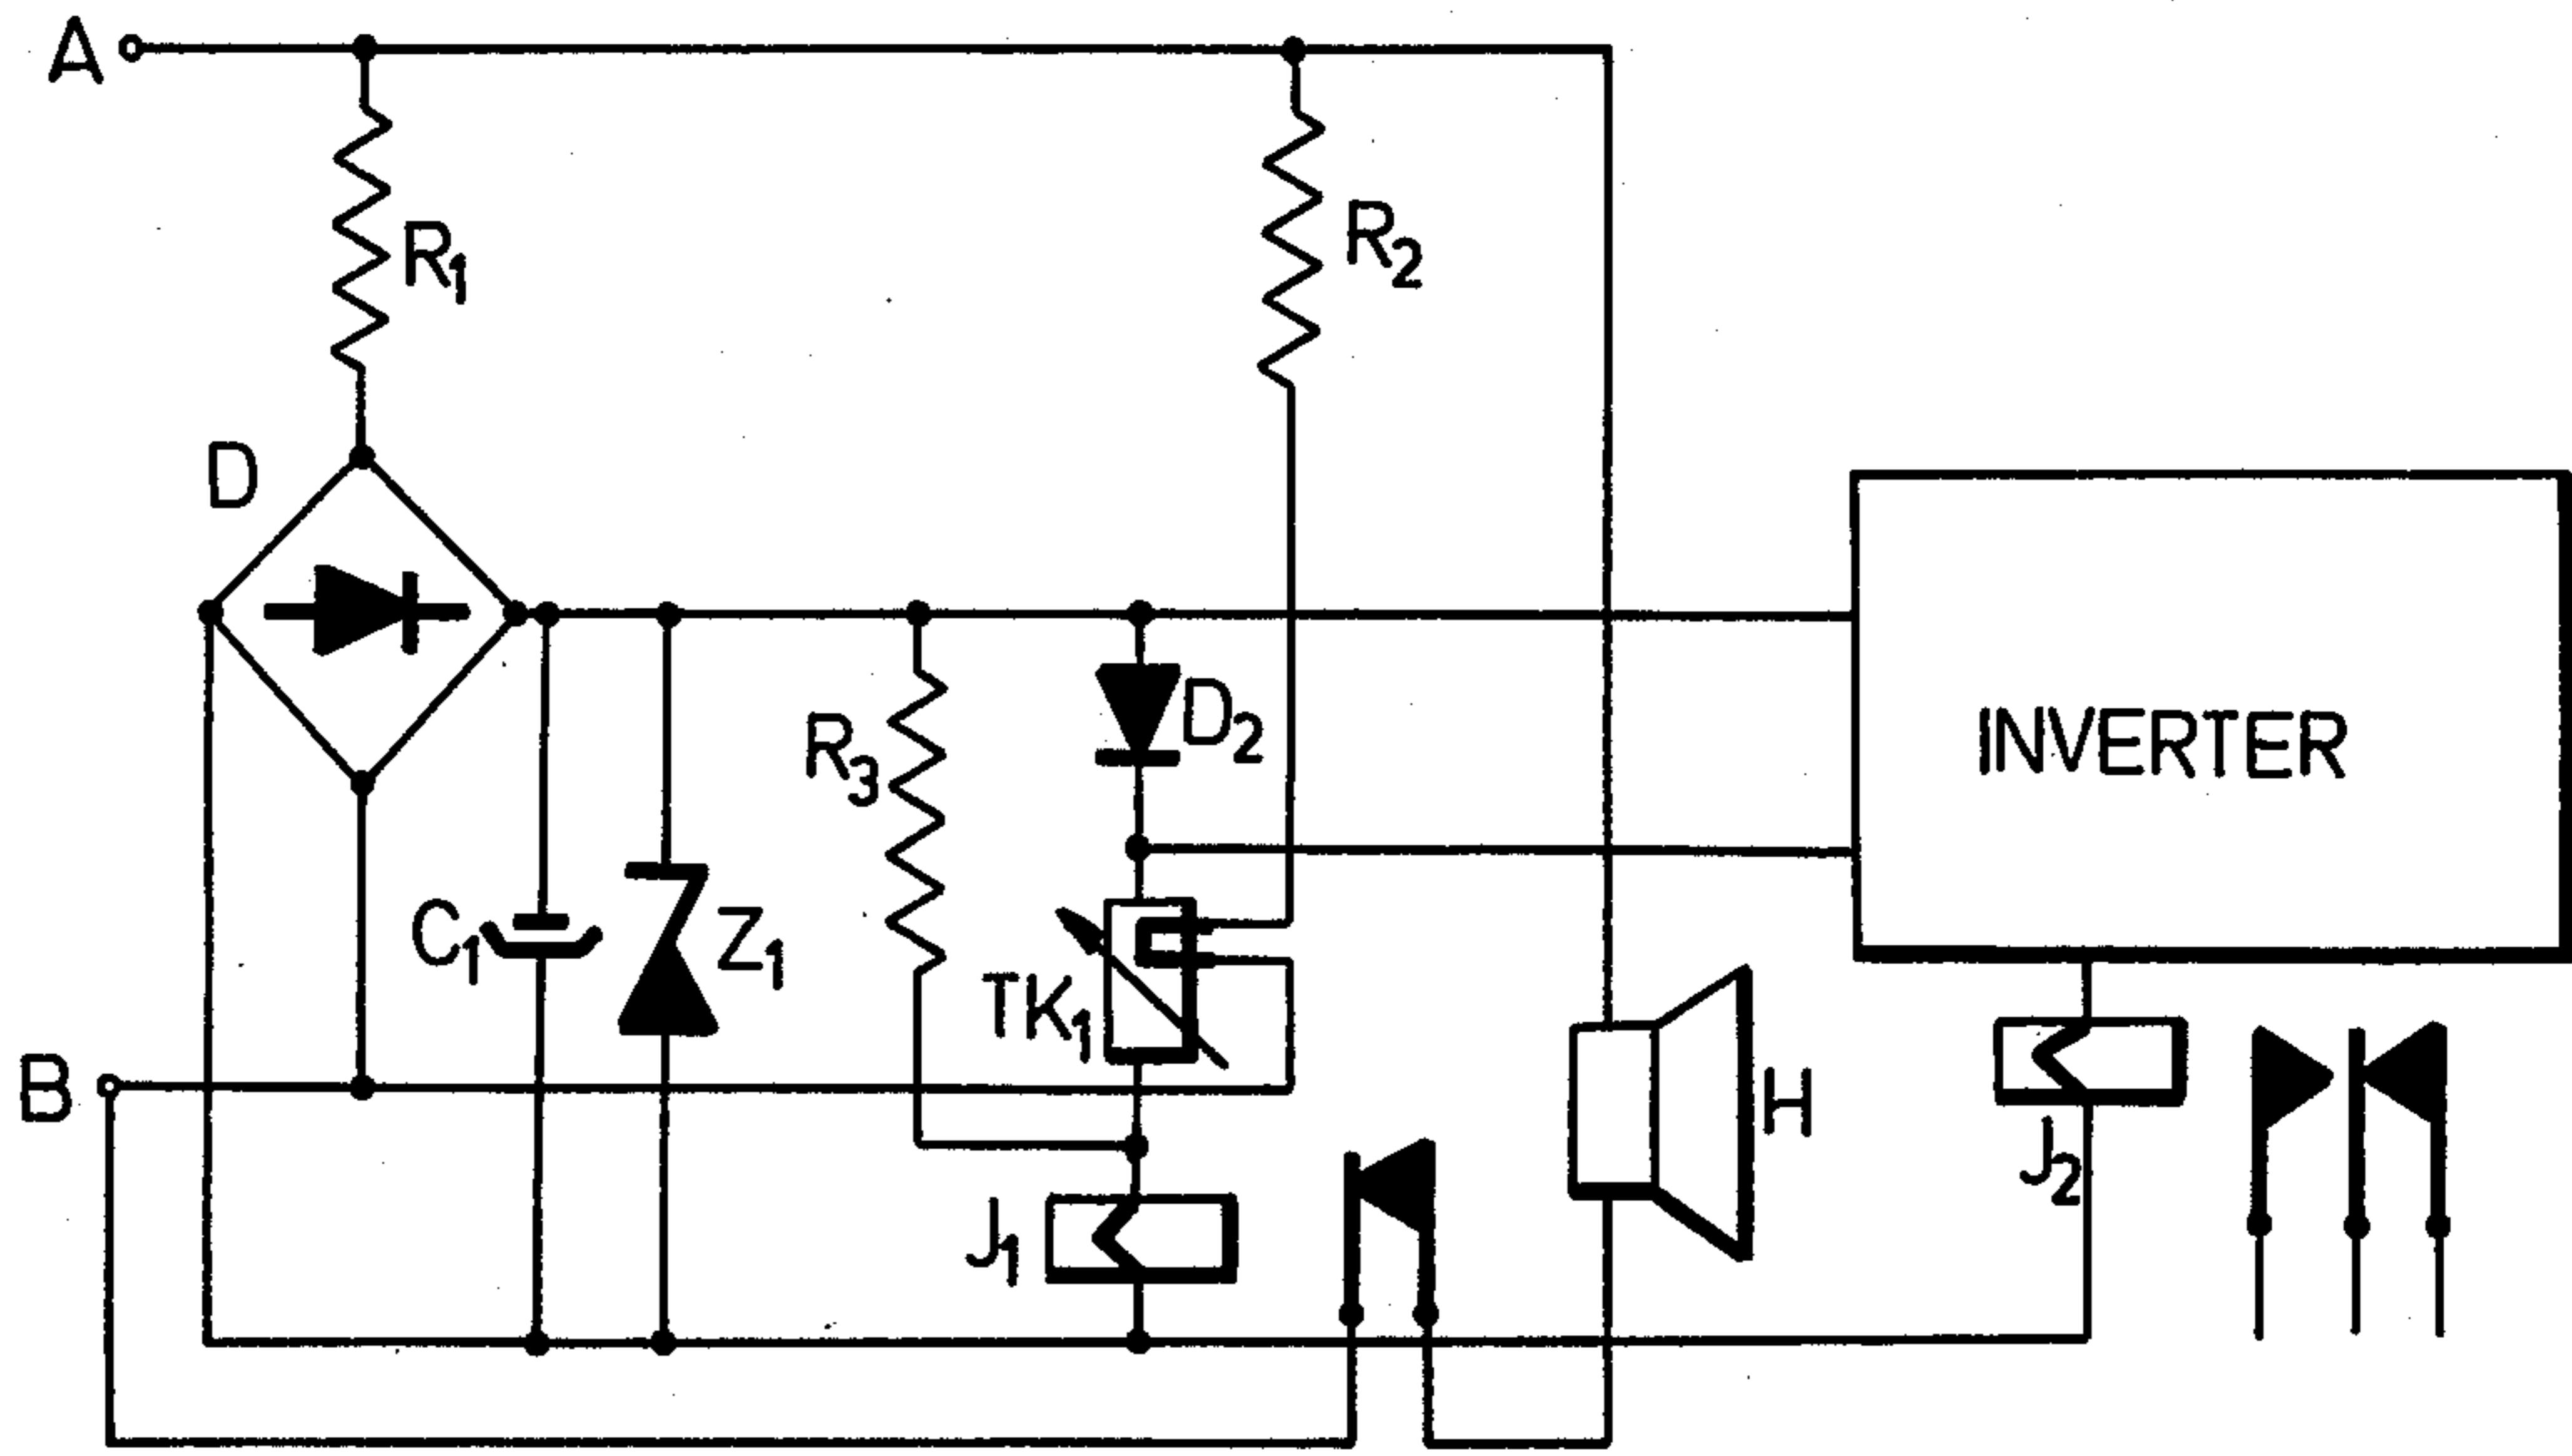 A
R₁
R₂
D
D₂
INVERTER
R₃
C₁
Z₁
TK₁
B
H
J₂
J₁